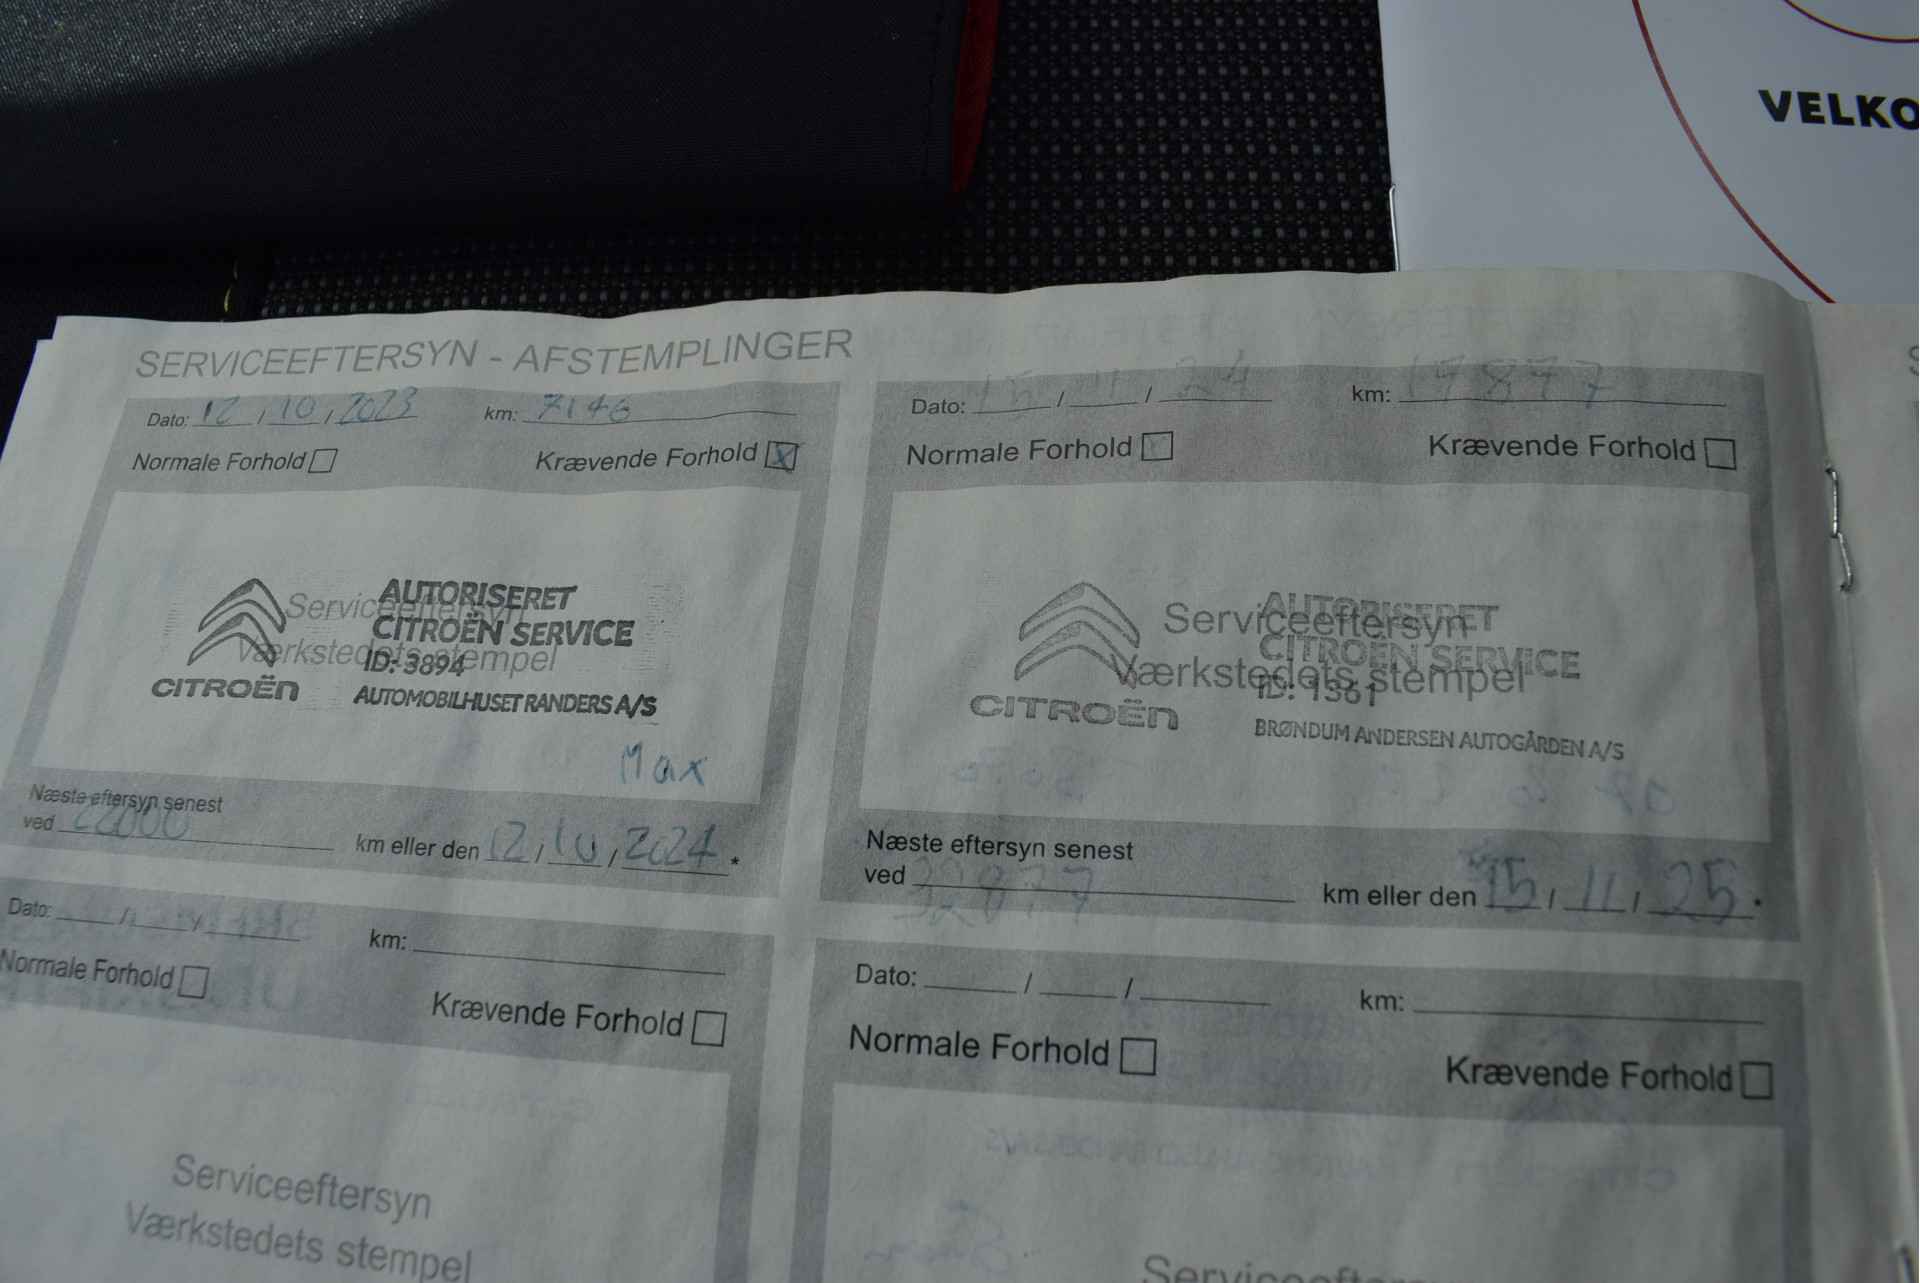 VELKO
SERVICEEFTERSYN - AFSTEMPLINGER
Dato: 12 / 10 / 2023 km: 7146
Normale Forhold Krævende Forhold X
Serviceeftersyn
Værkstedets stempel
CITROËN
AUTORISERET
CITROËN SERVICE
ID: 3894
AUTOMOBILHUSET RANDERS A/S
Max
Næste eftersyn senest
ved 22000 km eller den 12 / 10 / 2024 *
Dato: 15 / 11 / 24 km: 17877
Normale Forhold Krævende Forhold
Serviceeftersyn
Værkstedets stempel
CITROËN
AUTORISERET
CITROËN SERVICE
ID: 1361
BRØNDUM ANDERSEN AUTOGÅRDEN A/S
Næste eftersyn senest
ved 32877 km eller den 15 / 11 / 25 *
Dato: / / km:
Normale Forhold Krævende Forhold
Serviceeftersyn
Værkstedets stempel
Dato: / / km:
Normale Forhold Krævende Forhold